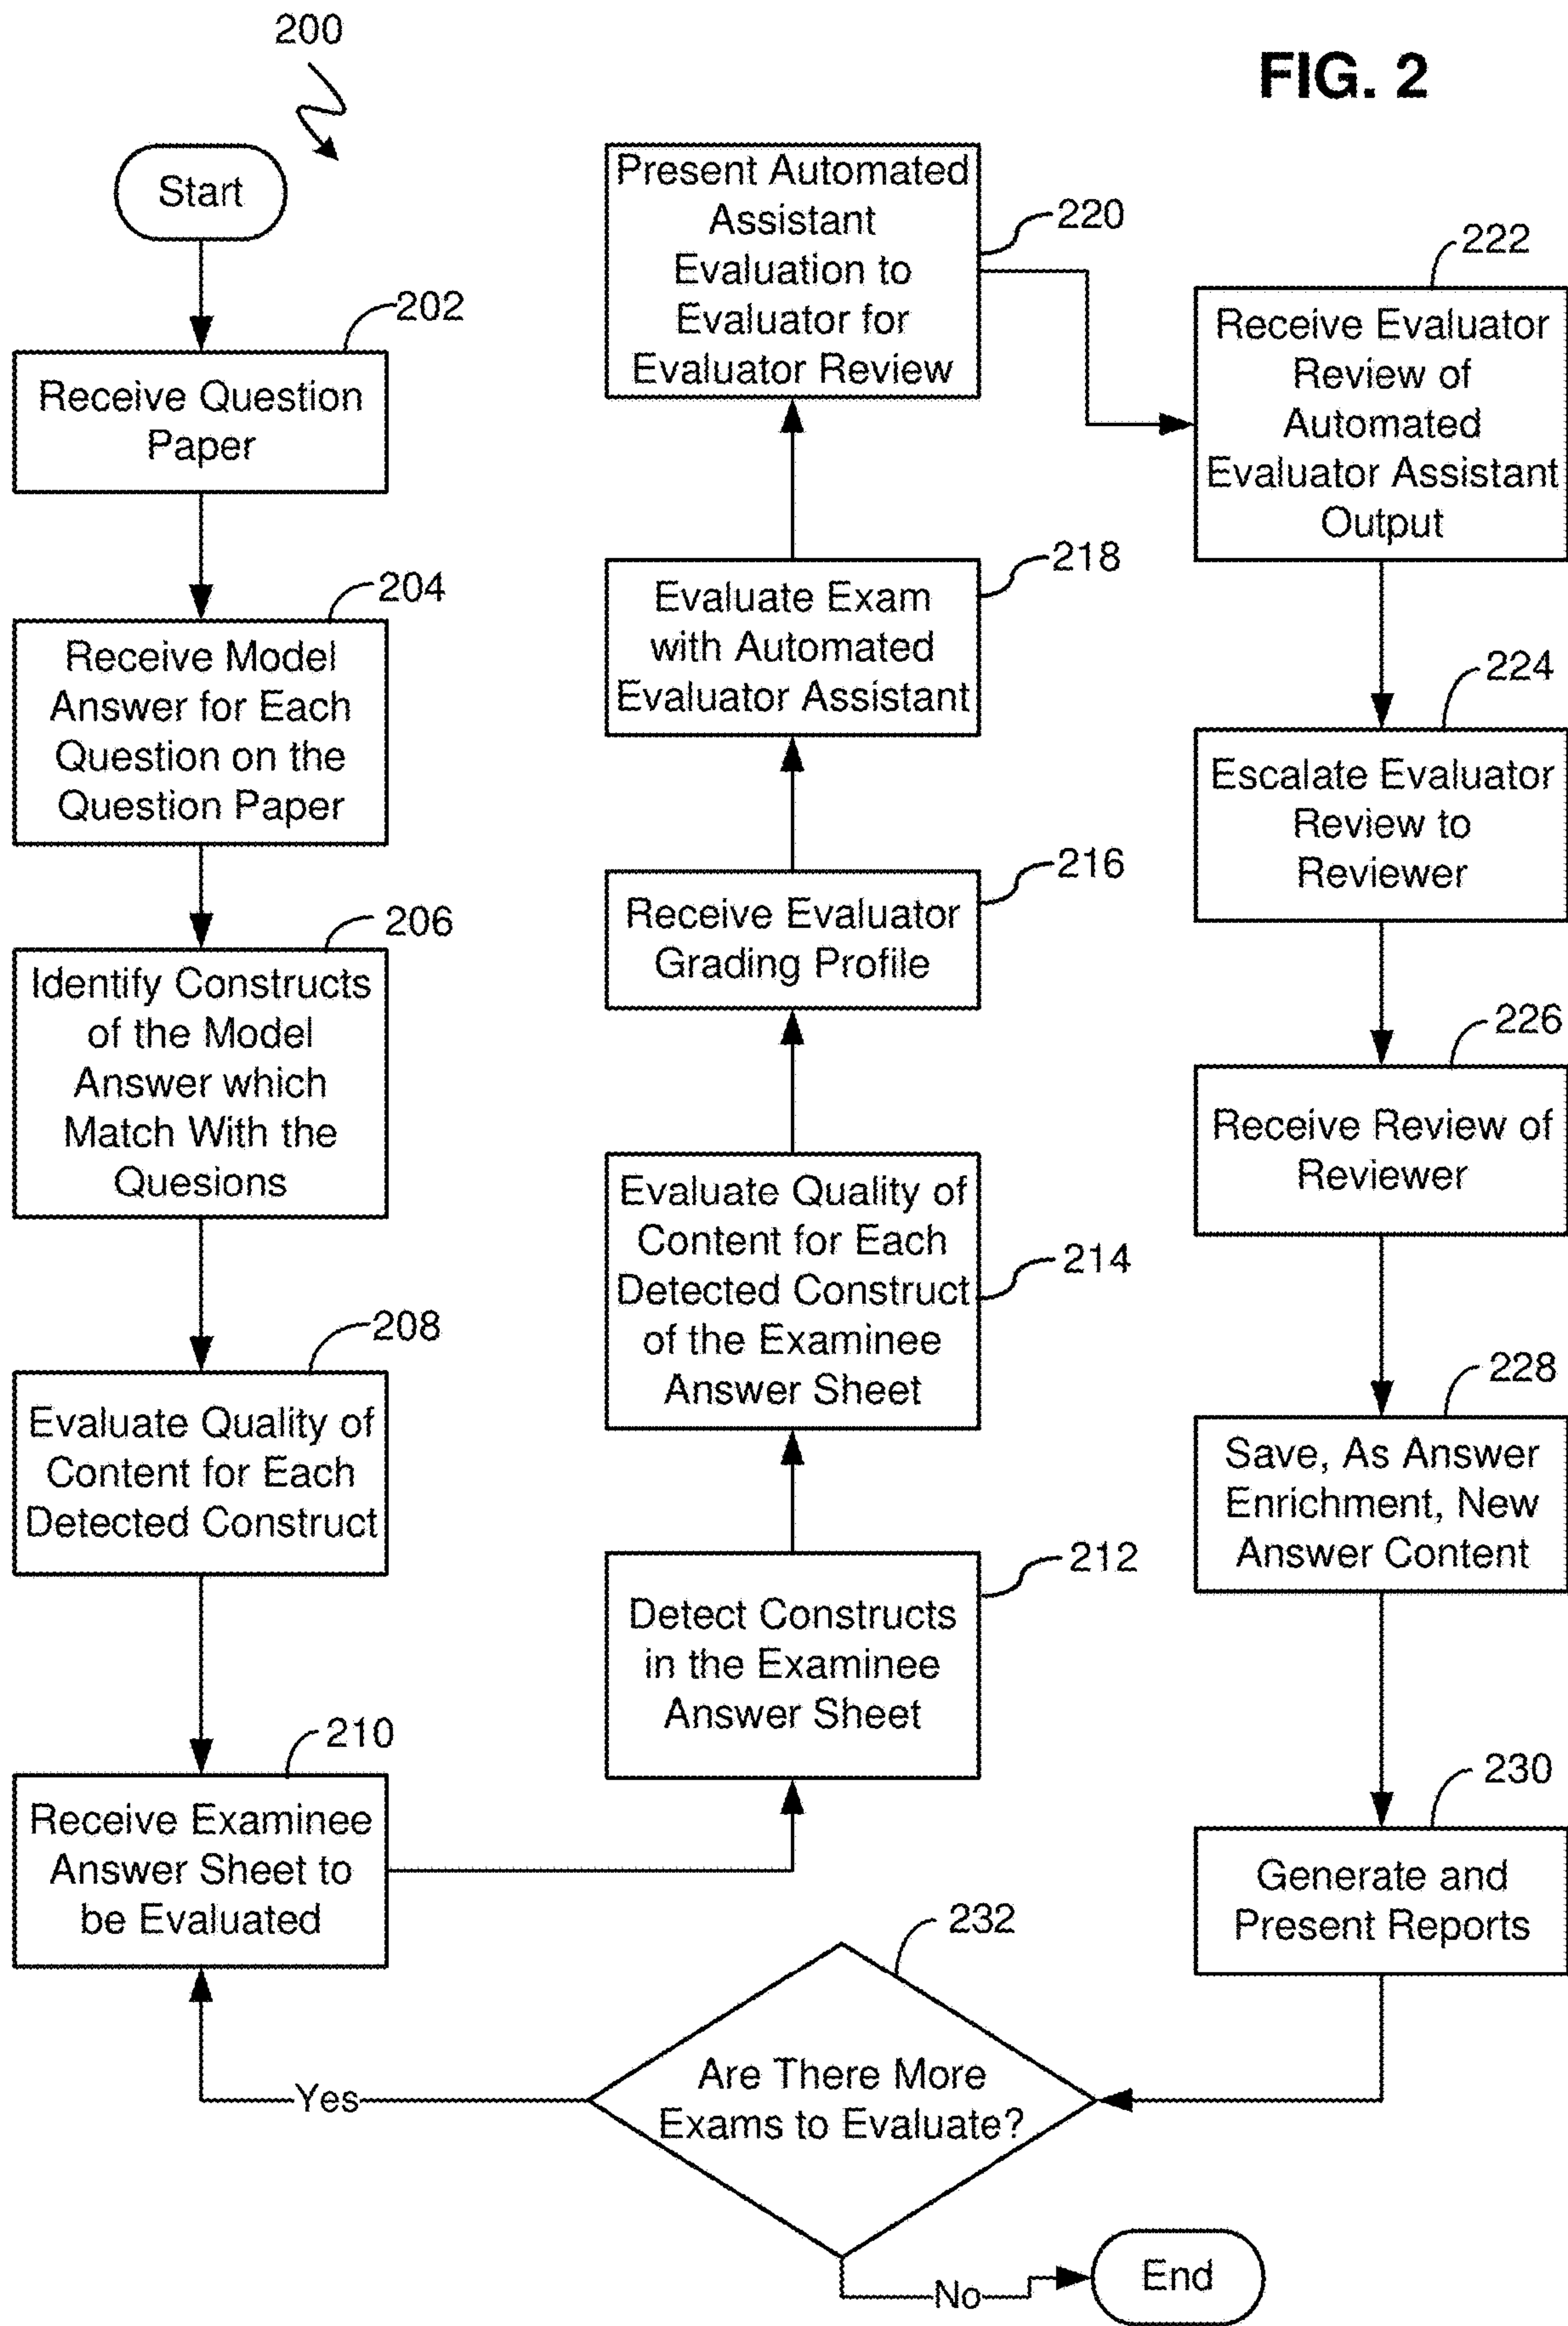 200
FIG. 2
Start
202
Receive Question
Paper
204
Receive Model
Answer for Each
Question on the
Question Paper
206
Identify Constructs
of the Model
Answer which
Match With the
Quesions
208
Evaluate Quality of
Content for Each
Detected Construct
210
Receive Examinee
Answer Sheet to
be Evaluated
212
Detect Constructs
in the Examinee
Answer Sheet
214
Evaluate Quality of
Content for Each
Detected Construct
of the Examinee
Answer Sheet
216
Receive Evaluator
Grading Profile
218
Evaluate Exam
with Automated
Evaluator Assistant
220
Present Automated
Assistant
Evaluation to
Evaluator for
Evaluator Review
222
Receive Evaluator
Review of
Automated
Evaluator Assistant
Output
224
Escalate Evaluator
Review to
Reviewer
226
Receive Review of
Reviewer
228
Save, As Answer
Enrichment, New
Answer Content
230
Generate and
Present Reports
232
Are There More
Exams to Evaluate?
Yes
No
End